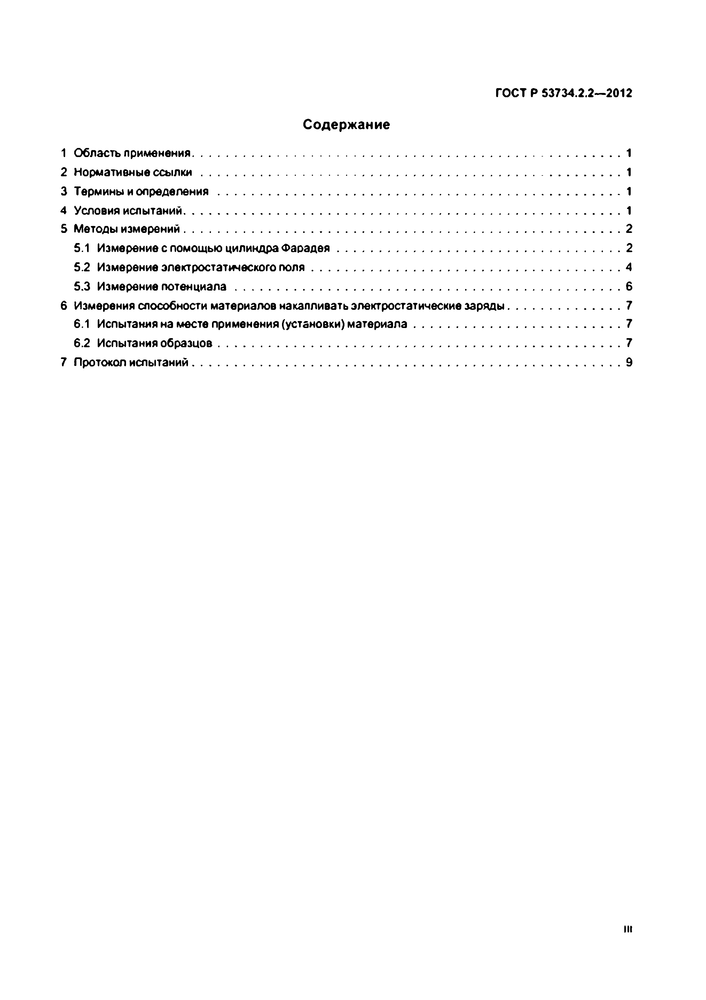 ГОСТ Р 53734.2.2—2012
Содержание
1 Область применения. . . . . . . . . . . . . . . . . . . . . . . . . . . . . . . . . . . . . . . . . . . . . . . . . . . 1
2 Нормативные ссылки . . . . . . . . . . . . . . . . . . . . . . . . . . . . . . . . . . . . . . . . . . . . . . . . . . 1
3 Термины и определения . . . . . . . . . . . . . . . . . . . . . . . . . . . . . . . . . . . . . . . . . . . . . . . . 1
4 Условия испытаний. . . . . . . . . . . . . . . . . . . . . . . . . . . . . . . . . . . . . . . . . . . . . . . . . . . . 1
5 Методы измерений . . . . . . . . . . . . . . . . . . . . . . . . . . . . . . . . . . . . . . . . . . . . . . . . . . . . 2
5.1 Измерение с помощью цилиндра Фарадея . . . . . . . . . . . . . . . . . . . . . . . . . . . . . . . . . . 2
5.2 Измерение электростатического поля . . . . . . . . . . . . . . . . . . . . . . . . . . . . . . . . . . . . . 4
5.3 Измерение потенциала . . . . . . . . . . . . . . . . . . . . . . . . . . . . . . . . . . . . . . . . . . . . . . 6
6 Измерения способности материалов накапливать электростатические заряды . . . . . . . . . . . . . . 7
6.1 Испытания на месте применения (установки) материала . . . . . . . . . . . . . . . . . . . . . . . . . 7
6.2 Испытания образцов . . . . . . . . . . . . . . . . . . . . . . . . . . . . . . . . . . . . . . . . . . . . . . . . 7
7 Протокол испытаний . . . . . . . . . . . . . . . . . . . . . . . . . . . . . . . . . . . . . . . . . . . . . . . . . . . 9
III